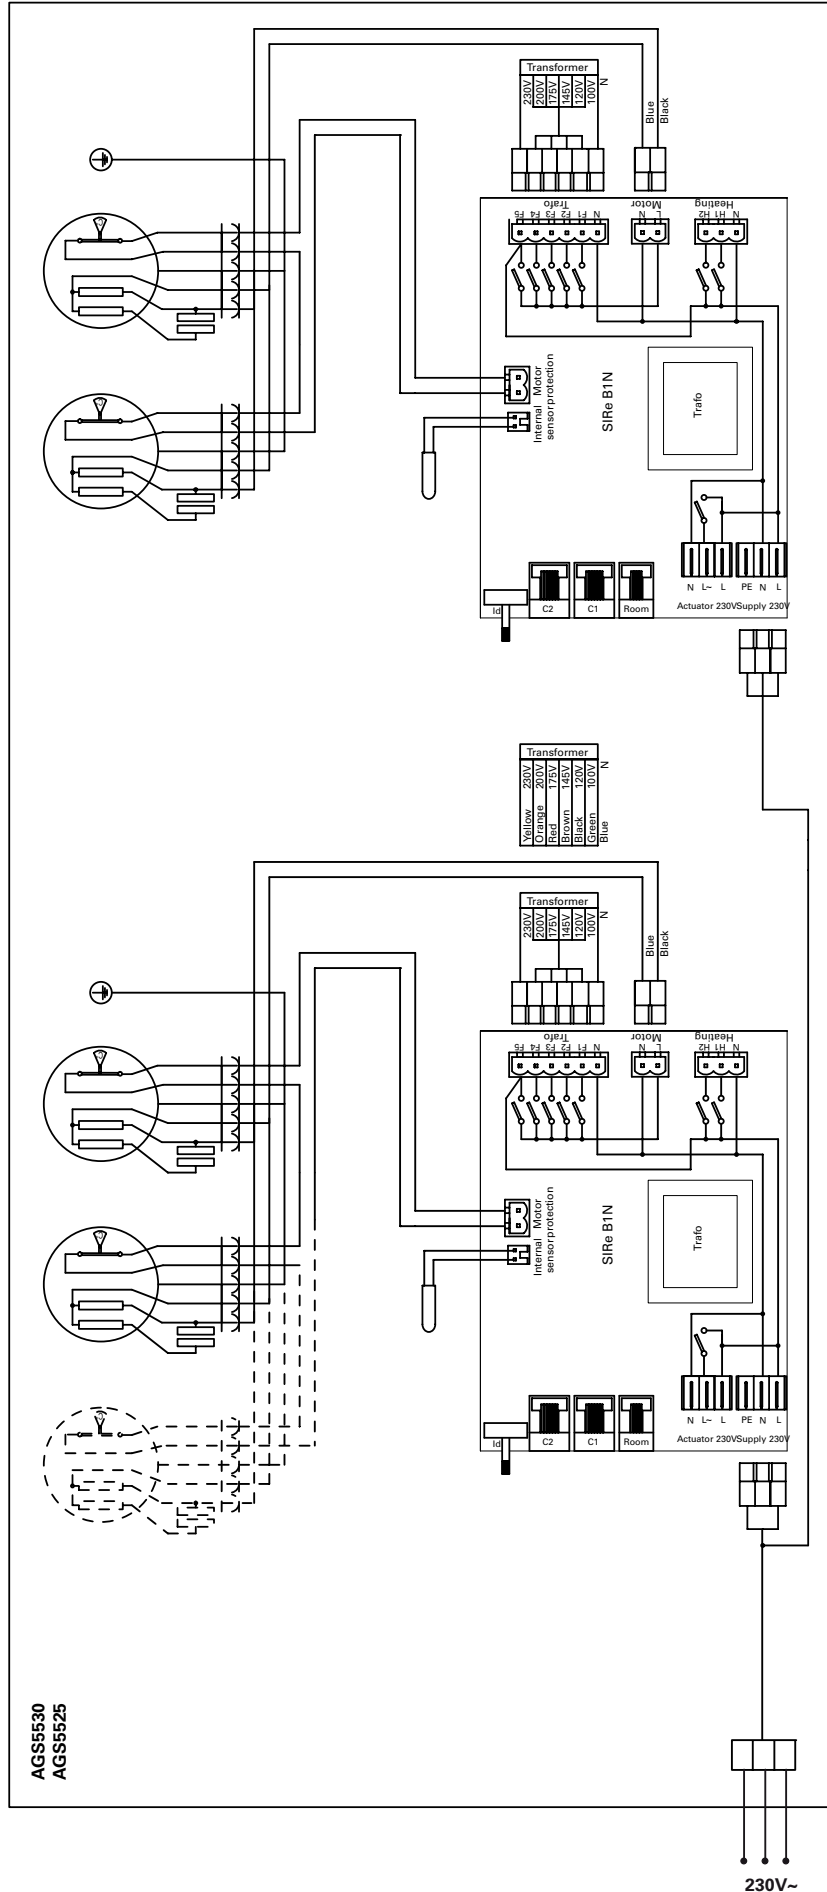 Transformer
230V
200V
175V
145V
120V
100V
N
Blue
Black
Trafo
F5
F4
F3
F2
F1
N
Motor
N
L
Heating
H2
H1
N
Motor
protection
Internal
sensor
SIRe B1N
Trafo
N L~ L PE N L
Actuator 230V Supply 230V
Id
C2
C1
Room
Transformer
Yellow 230V
Orange 200V
Red 175V
Brown 145V
Black 120V
Green 100V
Blue N
Transformer
230V
200V
175V
145V
120V
100V
N
Blue
Black
Trafo
F5
F4
F3
F2
F1
N
Motor
N
L
Heating
H2
H1
N
Motor
protection
Internal
sensor
SIRe B1N
Trafo
N L~ L PE N L
Actuator 230V Supply 230V
Id
C2
C1
Room
AGS5530
AGS5525
230V~